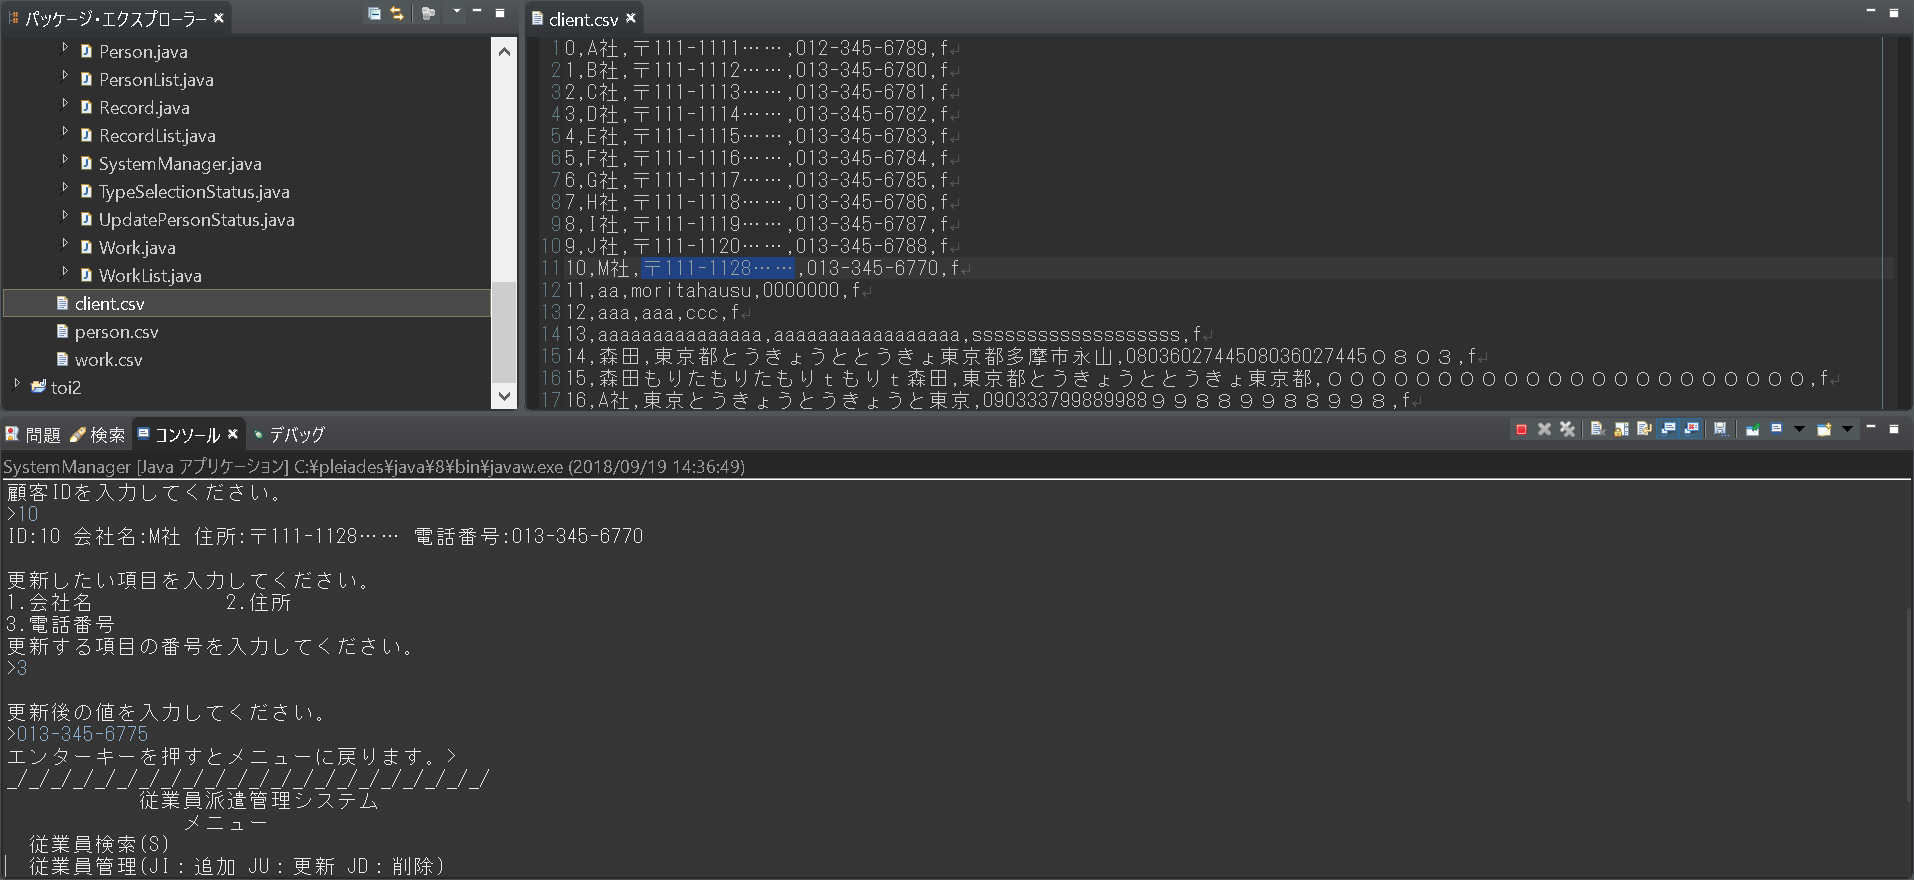 パッケージ・エクスプローラー
Person.java
PersonList.java
Record.java
RecordList.java
SystemManager.java
TypeSelectionStatus.java
UpdatePersonStatus.java
Work.java
WorkList.java
client.csv
person.csv
work.csv
toi2
client.csv
1 0,A社,〒111-1111……,012-345-6789,f
2 1,B社,〒111-1112……,013-345-6780,f
3 2,C社,〒111-1113……,013-345-6781,f
4 3,D社,〒111-1114……,013-345-6782,f
5 4,E社,〒111-1115……,013-345-6783,f
6 5,F社,〒111-1116……,013-345-6784,f
7 6,G社,〒111-1117……,013-345-6785,f
8 7,H社,〒111-1118……,013-345-6786,f
9 8,I社,〒111-1119……,013-345-6787,f
10 9,J社,〒111-1120……,013-345-6788,f
11 10,M社,〒111-1128……,013-345-6770,f
12 11,aa,moritahausu,0000000,f
13 12,aaa,aaa,ccc,f
14 13,aaaaaaaaaaaaaaa,aaaaaaaaaaaaaaaaa,sssssssssssssssssss,f
15 14,森田,東京都とうきょうととうきょ東京都多摩市永山,0803602744508036027445０８０３,f
16 15,森田もりたもりたもりｔもりｔ森田,東京都とうきょうととうきょ東京都,００００００００００００００００００００００,f
17 16,A社,東京とうきょうとうきょうと東京,090333799889988９９８８９９８８９９８,f
問題 検索 コンソール デバッグ
SystemManager [Java アプリケーション] C:¥pleiades¥java¥8¥bin¥javaw.exe (2018/09/19 14:36:49)
顧客IDを入力してください。
>10
ID:10 会社名:M社 住所:〒111-1128…… 電話番号:013-345-6770
更新したい項目を入力してください。
1.会社名 2.住所
3.電話番号
更新する項目の番号を入力してください。
>3
更新後の値を入力してください。
>013-345-6775
エンターキーを押すとメニューに戻ります。>
_/_/_/_/_/_/_/_/_/_/_/_/_/_/_/_/_/_/_/_/_/_/
従業員派遣管理システム
メニュー
従業員検索(S)
従業員管理(JI：追加 JU：更新 JD：削除)